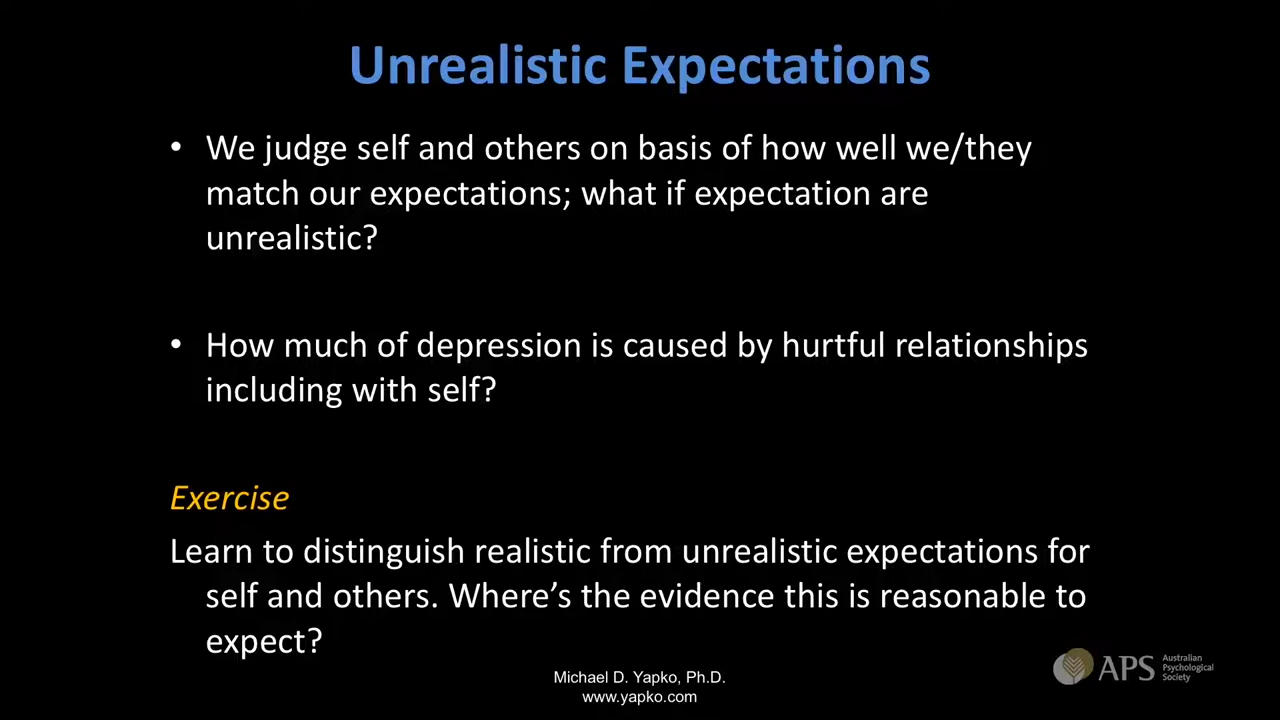 Unrealistic Expectations
• We judge self and others on basis of how well we/they
match our expectations; what if expectation are
unrealistic?
• How much of depression is caused by hurtful relationships
including with self?
Exercise
Learn to distinguish realistic from unrealistic expectations for
self and others. Where’s the evidence this is reasonable to
expect?
Michael D. Yapko, Ph.D.
www.yapko.com
APS
Australian
Psychological
Society